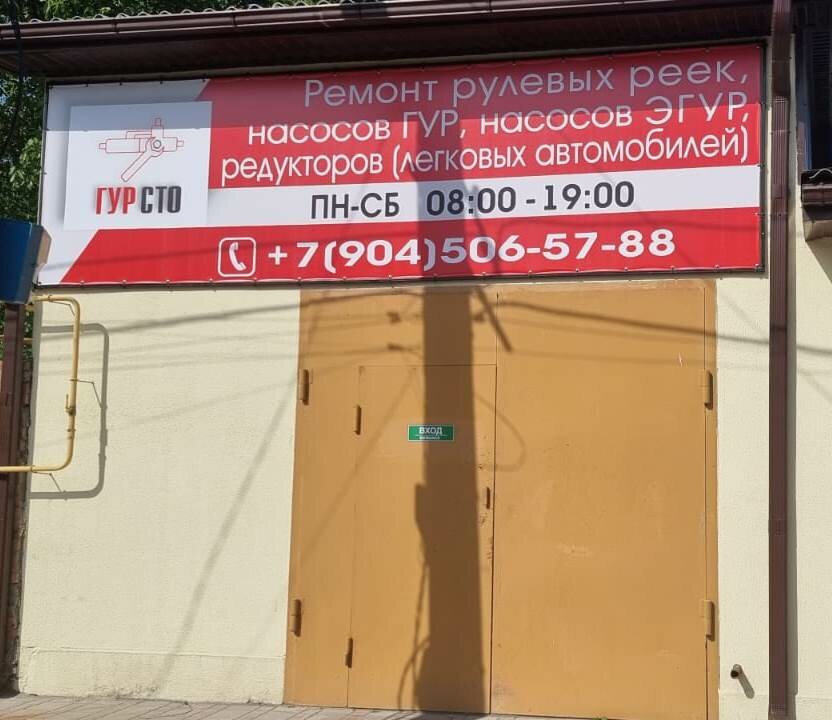 Ремонт рулевых реек,
насосов ГУР, насосов ЭГУР,
редукторов (легковых автомобилей)
ГУР СТО
ПН-СБ 08:00 - 19:00
+7(904)506-57-88
ВХОД